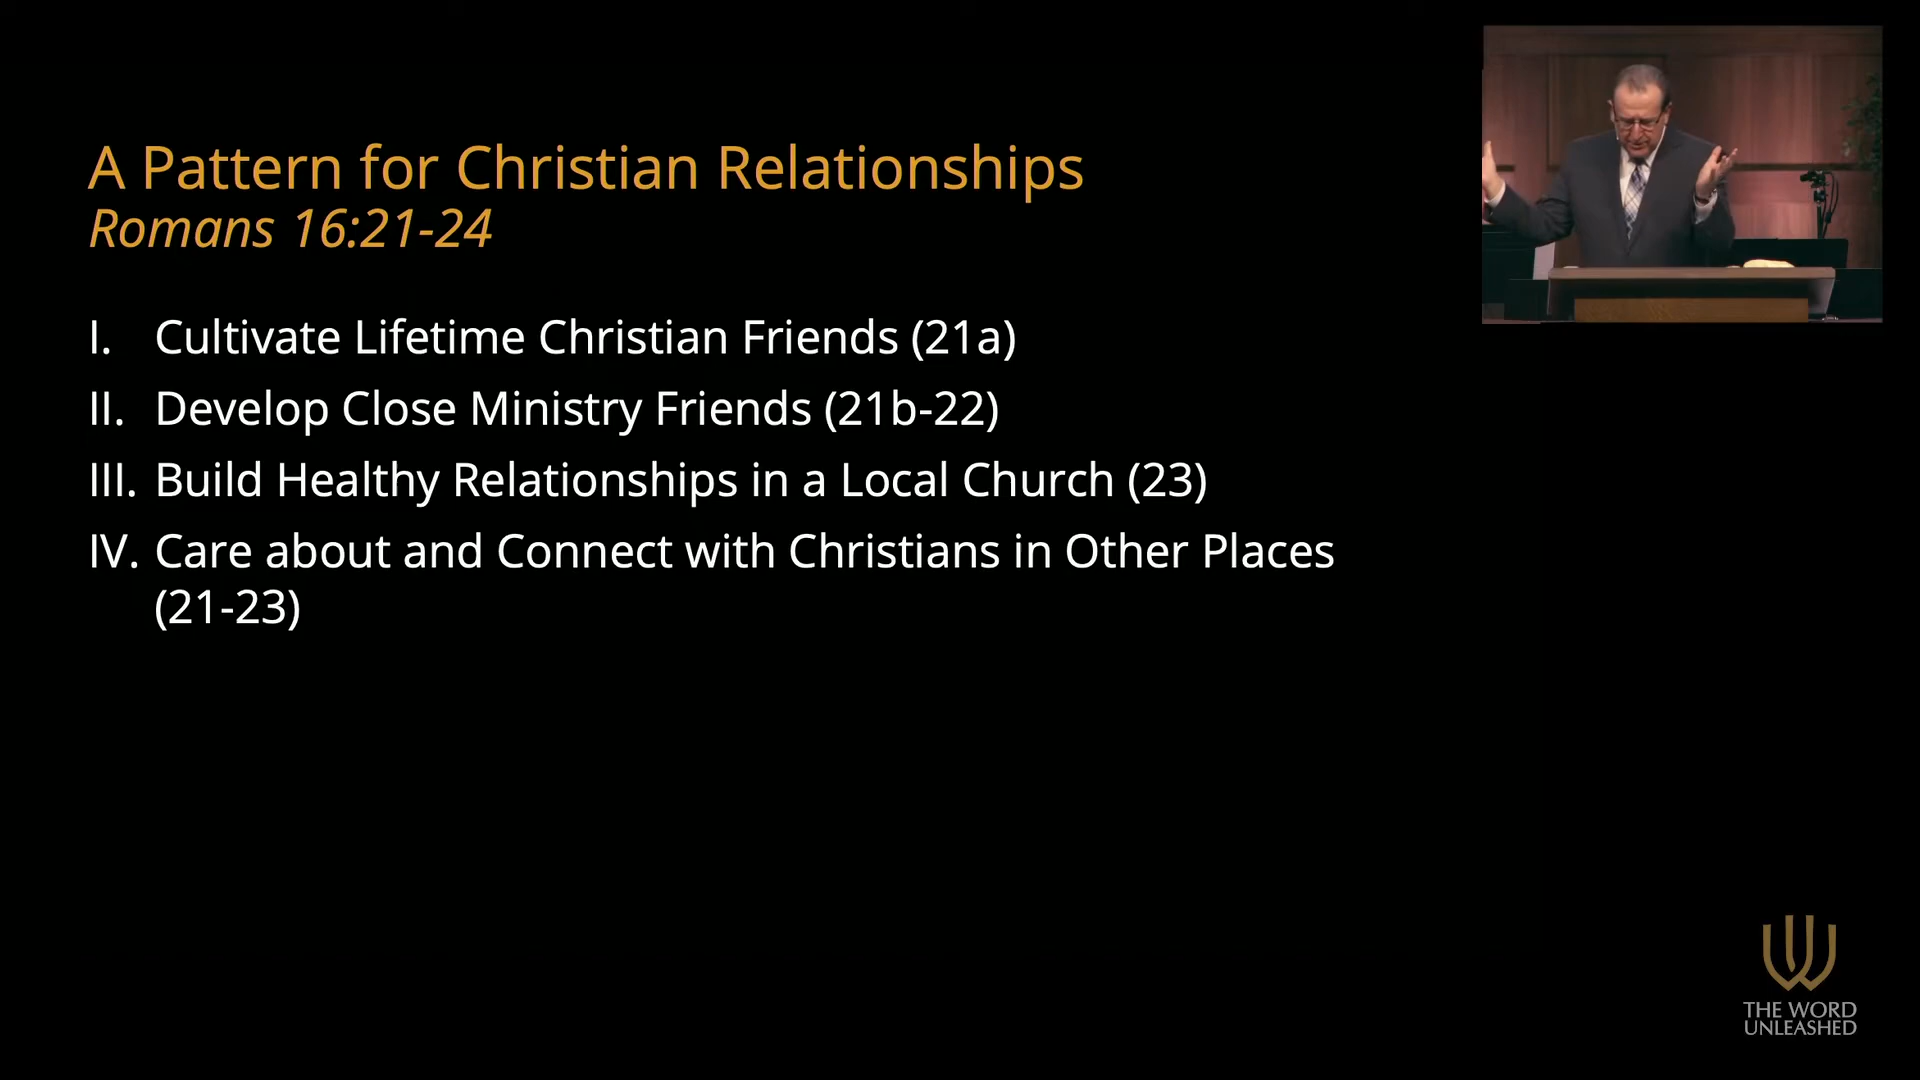 A Pattern for Christian Relationships
Romans 16:21-24
I. Cultivate Lifetime Christian Friends (21a)
II. Develop Close Ministry Friends (21b-22)
III. Build Healthy Relationships in a Local Church (23)
IV. Care about and Connect with Christians in Other Places
(21-23)
THE WORD
UNLEASHED